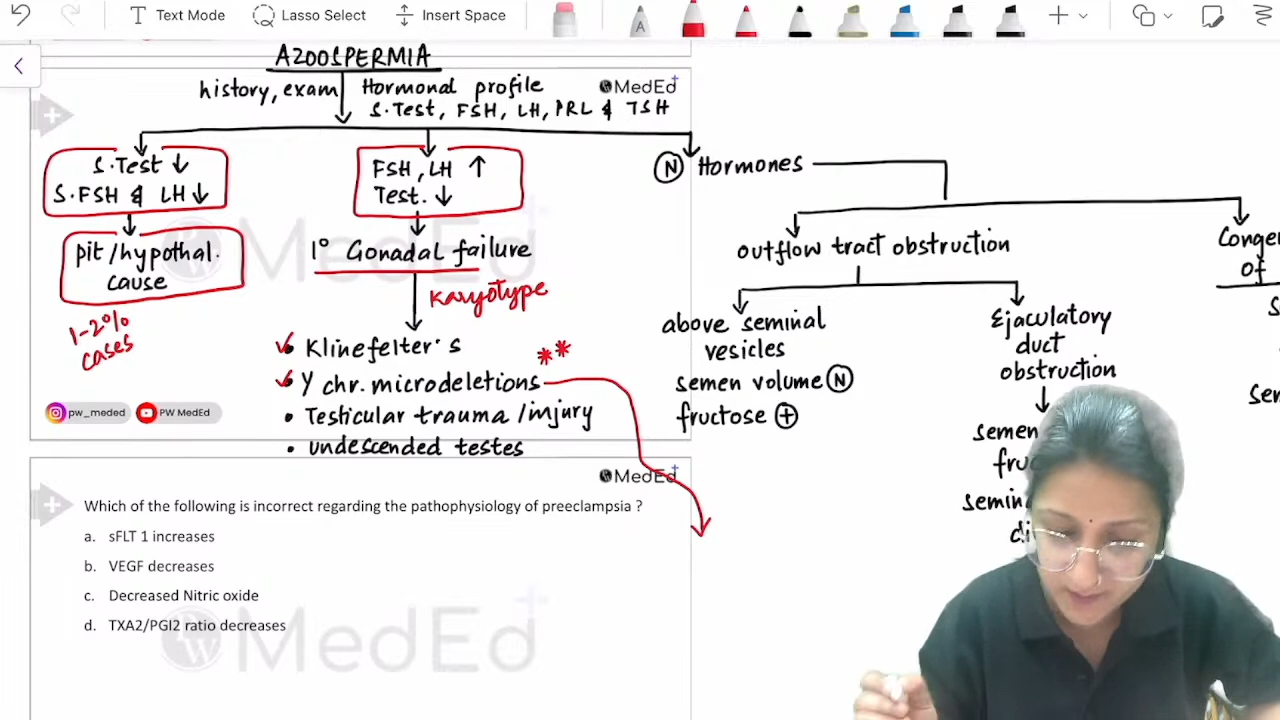 Text Mode
Lasso Select
Insert Space
AZOOSPERMIA
history, exam
Hormonal profile
MedEd
S.Test, FSH, LH, PRL & TSH
S.Test ↓
S.FSH & LH ↓
pit/hypothal.
cause
1-2%
cases
FSH, LH ↑
Test. ↓
1° Gonadal failure
Karyotype
• Klinefelter's
• Y chr. microdeletions **
• Testicular trauma/injury
• undescended testes
N Hormones
outflow tract obstruction
above seminal
vesicles
semen volume N
fructose +
Ejaculatory
duct
obstruction
semen
MedEd
pw_meded
PW MedEd
MedEd
Which of the following is incorrect regarding the pathophysiology of preeclampsia ?
a. sFLT 1 increases
b. VEGF decreases
c. Decreased Nitric oxide
d. TXA2/PGI2 ratio decreases
MedEd